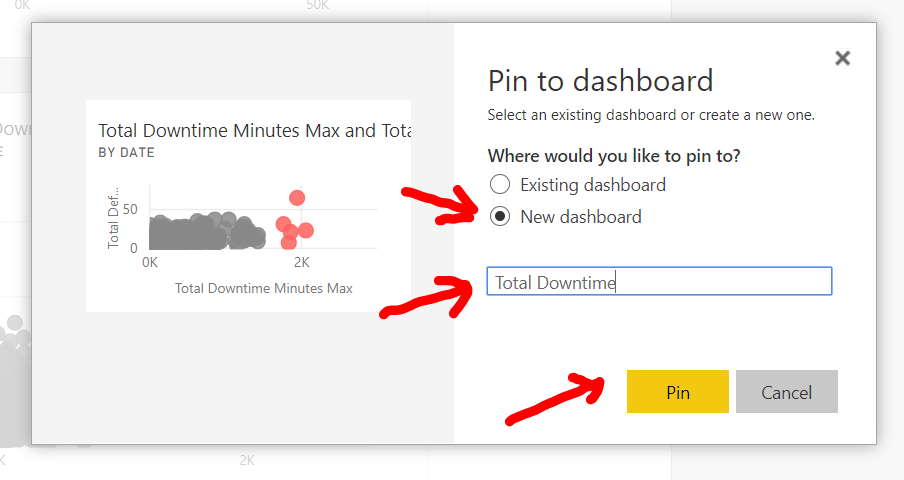 0K
50K
Pin to dashboard
Select an existing dashboard or create a new one.
Where would you like to pin to?
Existing dashboard
New dashboard
Total Downtime
Pin
Cancel
Total Downtime Minutes Max and Tota
BY DATE
Total Def...
50
0
0K
2K
Total Downtime Minutes Max
2K